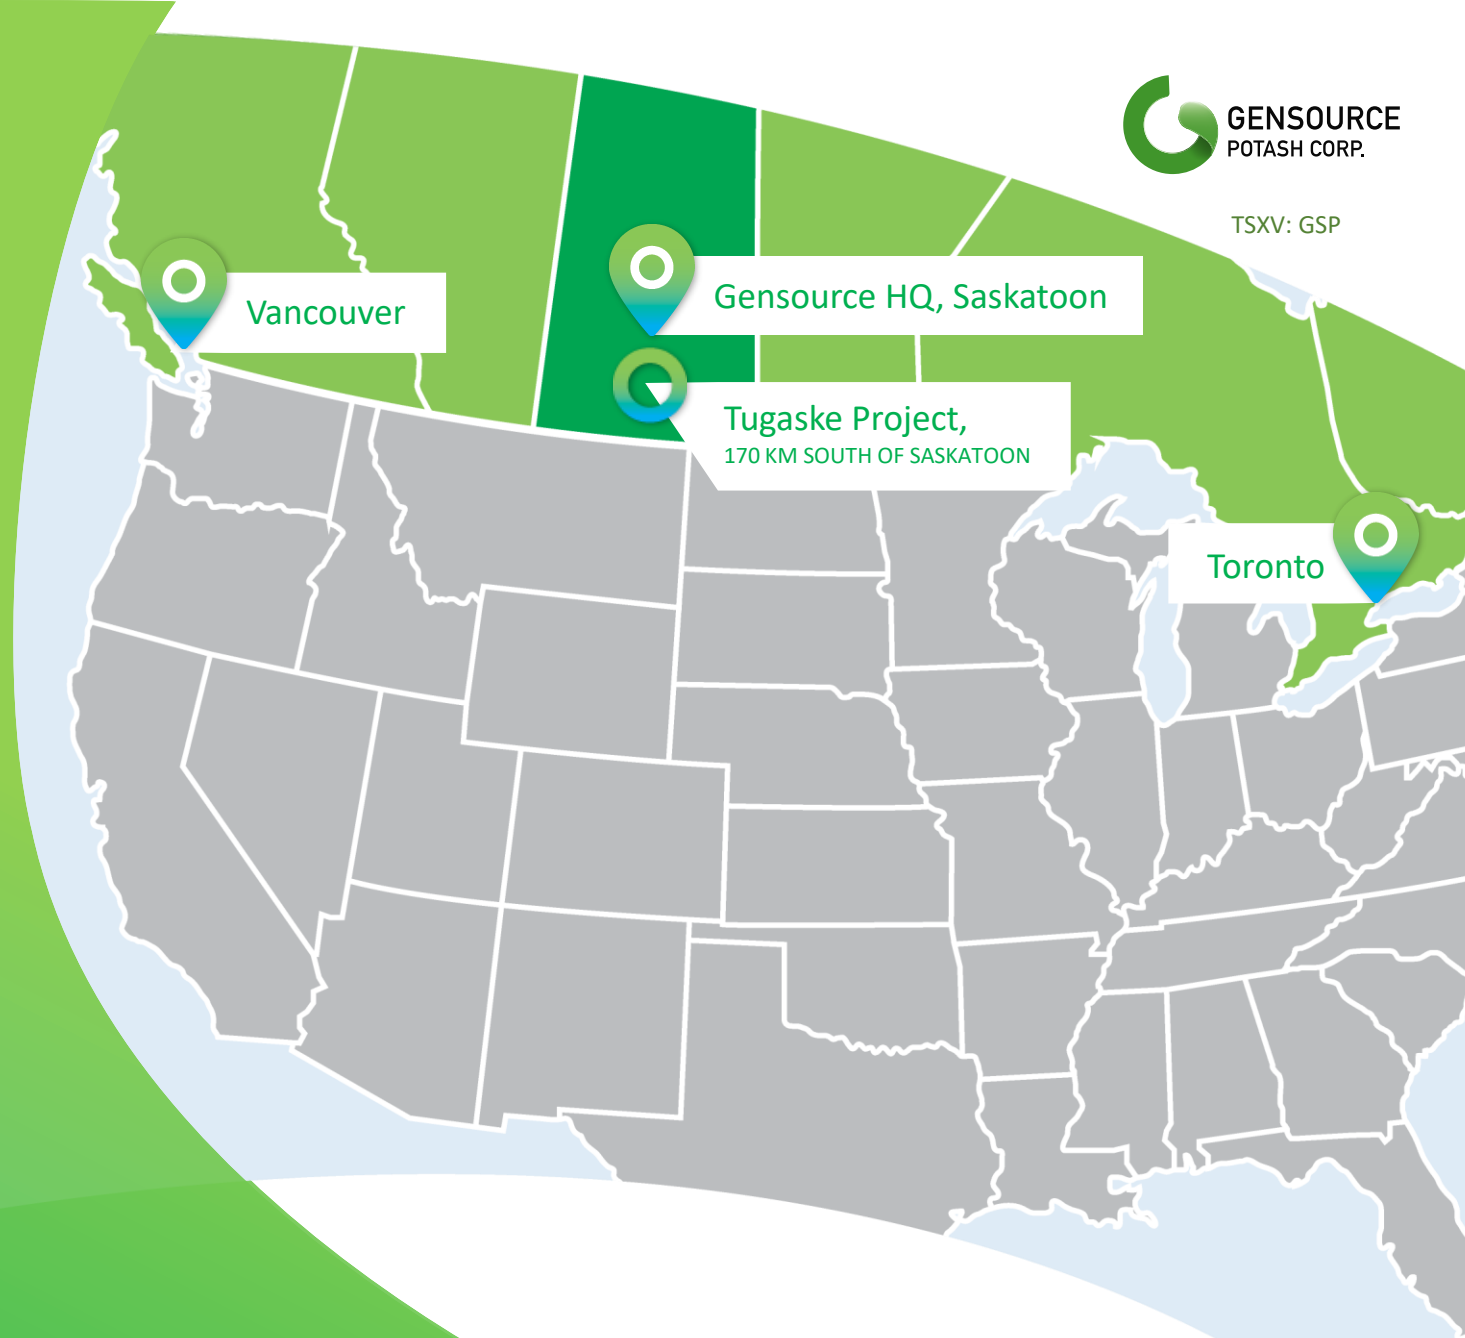 GENSOURCE
POTASH CORP.
TSXV: GSP
Vancouver
Gensource HQ, Saskatoon
Tugaske Project,
170 KM SOUTH OF SASKATOON
Toronto